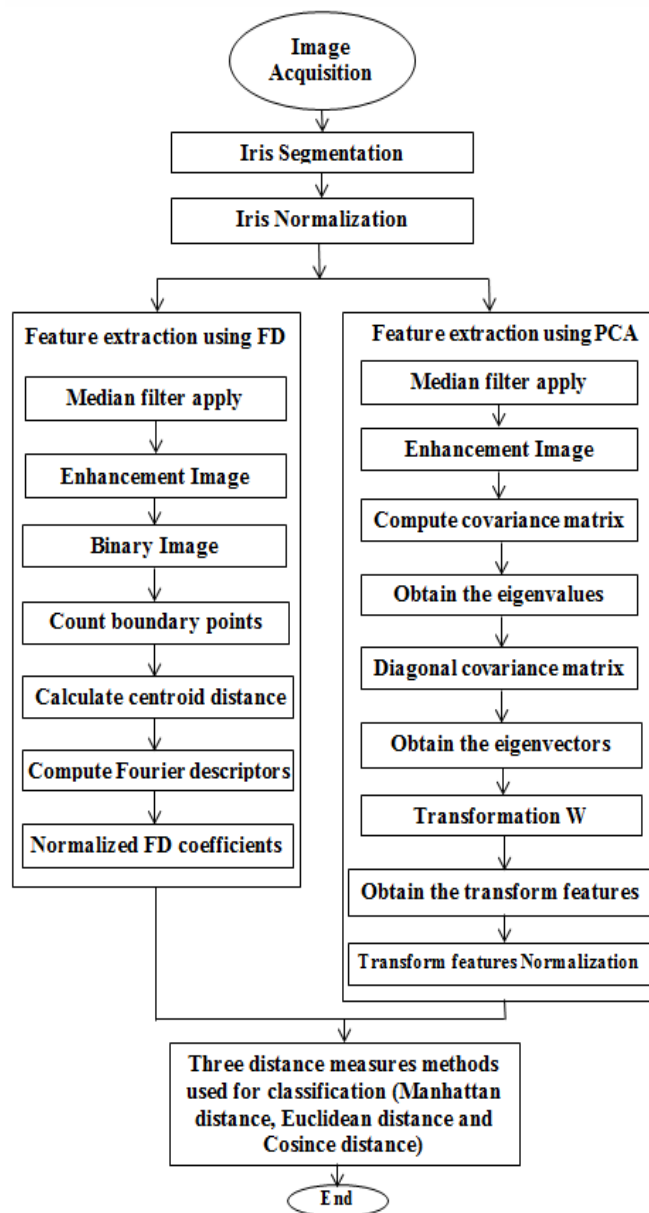 Image
Acquisition
Iris Segmentation
Iris Normalization
Feature extraction using FD
Median filter apply
Enhancement Image
Binary Image
Count boundary points
Calculate centroid distance
Compute Fourier descriptors
Normalized FD coefficients
Feature extraction using PCA
Median filter apply
Enhancement Image
Compute covariance matrix
Obtain the eigenvalues
Diagonal covariance matrix
Obtain the eigenvectors
Transformation W
Obtain the transform features
Transform features Normalization
Three distance measures methods
used for classification (Manhattan
distance, Euclidean distance and
Cosince distance)
End